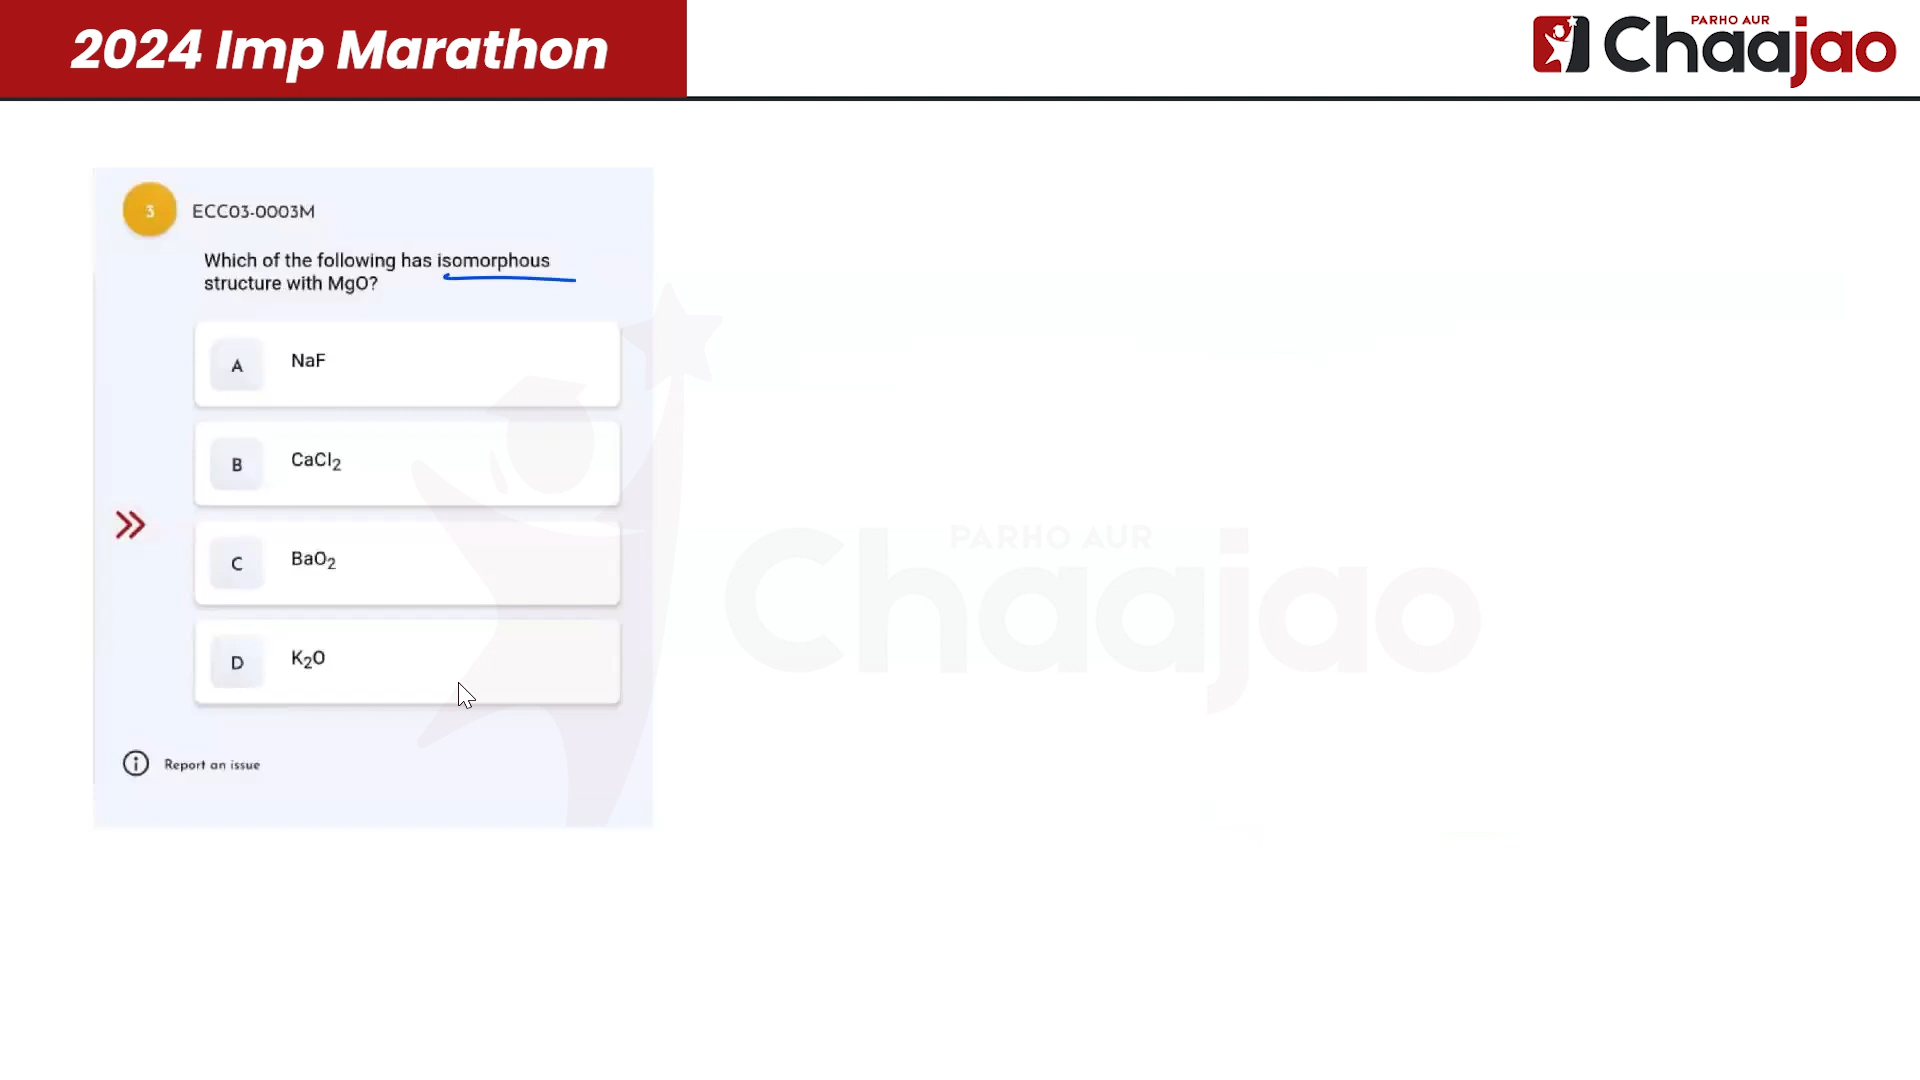 2024 Imp Marathon
PARHO AUR
Chaajao
3
ECC03-0003M
Which of the following has isomorphous
structure with MgO?
A
NaF
B
CaCl₂
C
BaO₂
D
K₂O
Report an issue
PARHO AUR
Chaajao